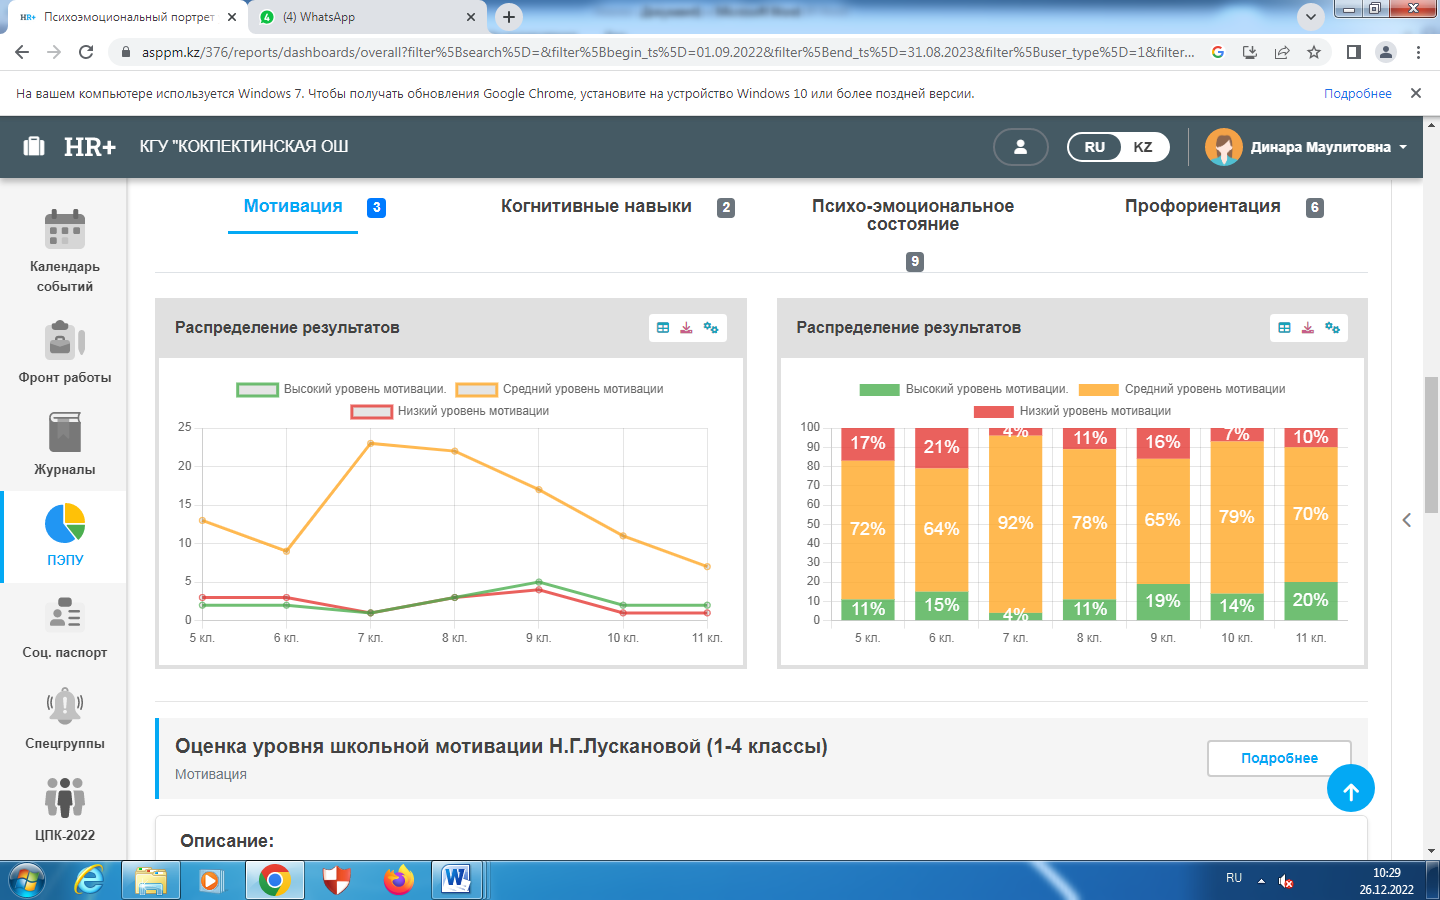 Психоэмоциональный портрет
(4) WhatsApp
asppm.kz/376/reports/dashboards/overall?filter%5Bsearch%5D=&filter%5Bbegin_ts%5D=01.09.2022&filter%5Bend_ts%5D=31.08.2023&filter%5Buser_type%5D=1&filter...
На вашем компьютере используется Windows 7. Чтобы получать обновления Google Chrome, установите на устройство Windows 10 или более поздней версии.
Подробнее
HR+
КГУ "КОКПЕКТИНСКАЯ ОШ
RU KZ
Динара Маулитовна
Календарь
событий
Фронт работы
Журналы
ПЭПУ
Соц. паспорт
Спецгруппы
ЦПК-2022
Мотивация 3
Когнитивные навыки 2
Психо-эмоциональное
состояние
9
Профориентация 6
Распределение результатов
Высокий уровень мотивации. Средний уровень мотивации
Низкий уровень мотивации
25
20
15
10
5
0
5 кл. 6 кл. 7 кл. 8 кл. 9 кл. 10 кл. 11 кл.
Распределение результатов
Высокий уровень мотивации. Средний уровень мотивации
Низкий уровень мотивации
100
90
80
70
60
50
40
30
20
10
0
17% 21% 4% 11% 16% 7% 10%
72% 64% 92% 78% 65% 79% 70%
11% 15% 4% 11% 19% 14% 20%
5 кл. 6 кл. 7 кл. 8 кл. 9 кл. 10 кл. 11 кл.
Оценка уровня школьной мотивации Н.Г.Лускановой (1-4 классы)
Мотивация
Подробнее
Описание:
RU
10:29
26.12.2022